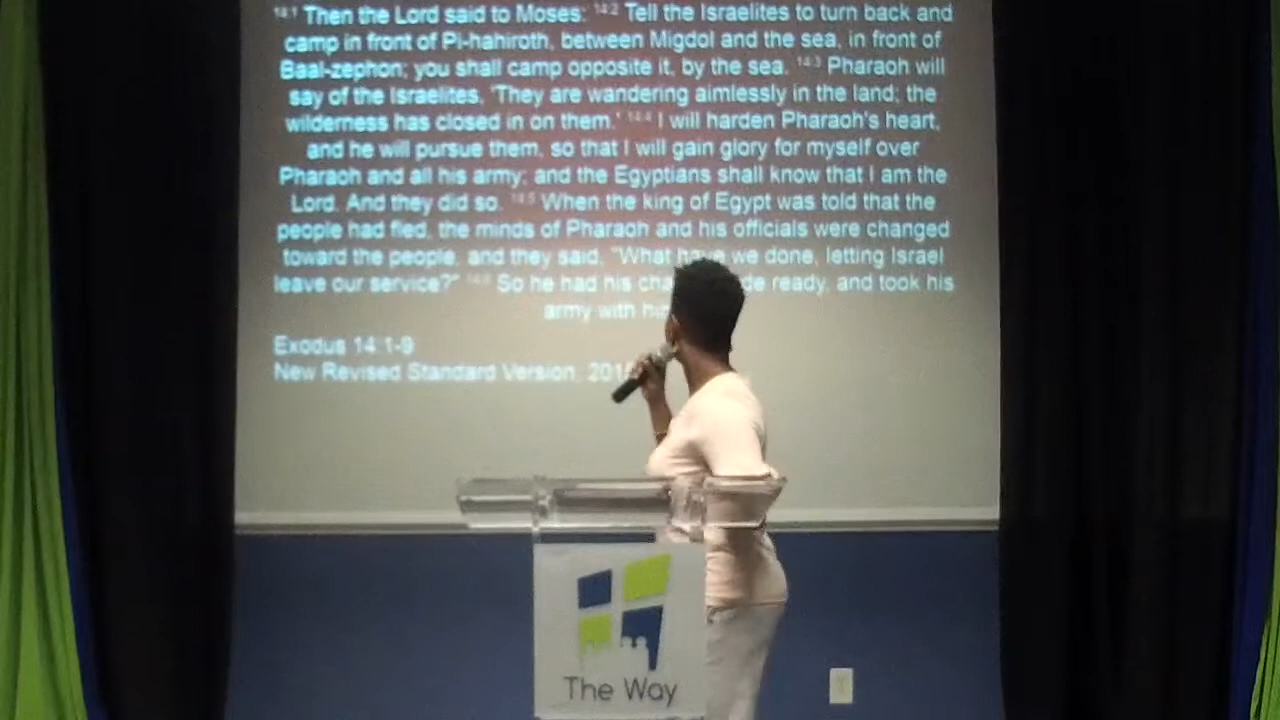 14:1 Then the Lord said to Moses: 14:2 Tell the Israelites to turn back and
camp in front of Pi-hahiroth, between Migdol and the sea, in front of
Baal-zephon; you shall camp opposite it, by the sea. 14:3 Pharaoh will
say of the Israelites, 'They are wandering aimlessly in the land; the
wilderness has closed in on them.' 14:4 I will harden Pharaoh's heart,
and he will pursue them, so that I will gain glory for myself over
Pharaoh and all his army; and the Egyptians shall know that I am the
Lord. And they did so. 14:5 When the king of Egypt was told that the
people had fled, the minds of Pharaoh and his officials were changed
toward the people, and they said, "What have we done, letting Israel
leave our service?" 14:6 So he had his ready, and took his
army with
Exodus 14:1-9
New Revised Standard Version,
The Way